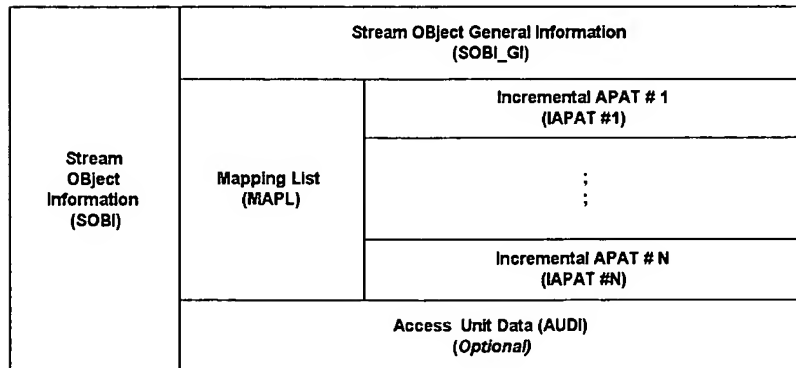 Stream OBject General Information
(SOBI_GI)
Stream
OBject
Information
(SOBI)
Mapping List
(MAPL)
Incremental APAT # 1
(IAPAT #1)
;
;
Incremental APAT # N
(IAPAT #N)
Access Unit Data (AUDI)
(Optional)